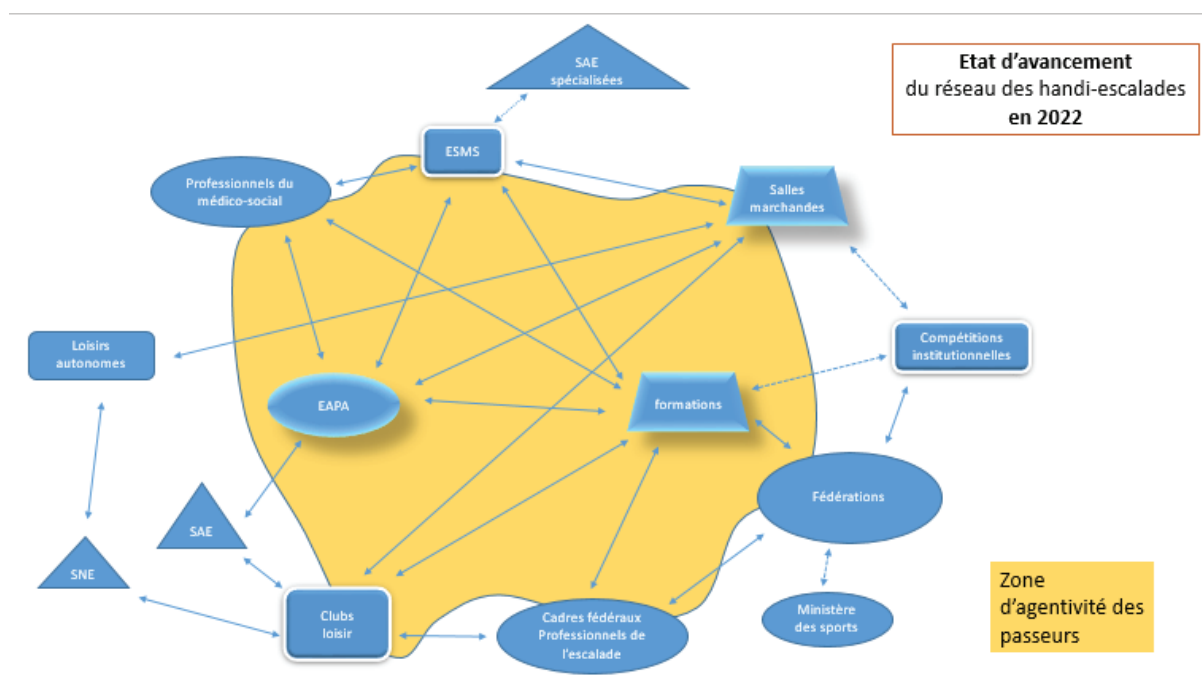 Etat d'avancement
du réseau des handi-escalades
en 2022
SAE
spécialisées
ESMS
Professionnels du
médico-social
Salles
marchandes
Loisirs
autonomes
Compétitions
institutionnelles
EAPA
formations
Fédérations
SAE
SNE
Clubs
loisir
Cadres fédéraux
Professionnels de
l'escalade
Ministère
des sports
Zone
d'agentivité des
passeurs